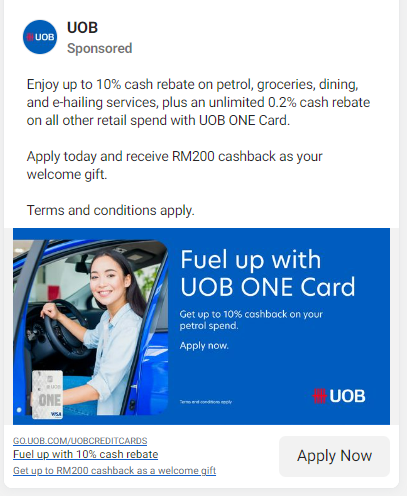 UOB
UOB
Sponsored
Enjoy up to 10% cash rebate on petrol, groceries, dining,
and e-hailing services, plus an unlimited 0.2% cash rebate
on all other retail spend with UOB ONE Card.
Apply today and receive RM200 cashback as your
welcome gift.
Terms and conditions apply.
Fuel up with
UOB ONE Card
Get up to 10% cashback on your
petrol spend.
Apply now.
ONE
VISA
Terms and conditions apply
UOB
GO.UOB.COM/UOBCREDITCARDS
Fuel up with 10% cash rebate
Get up to RM200 cashback as a welcome gift
Apply Now